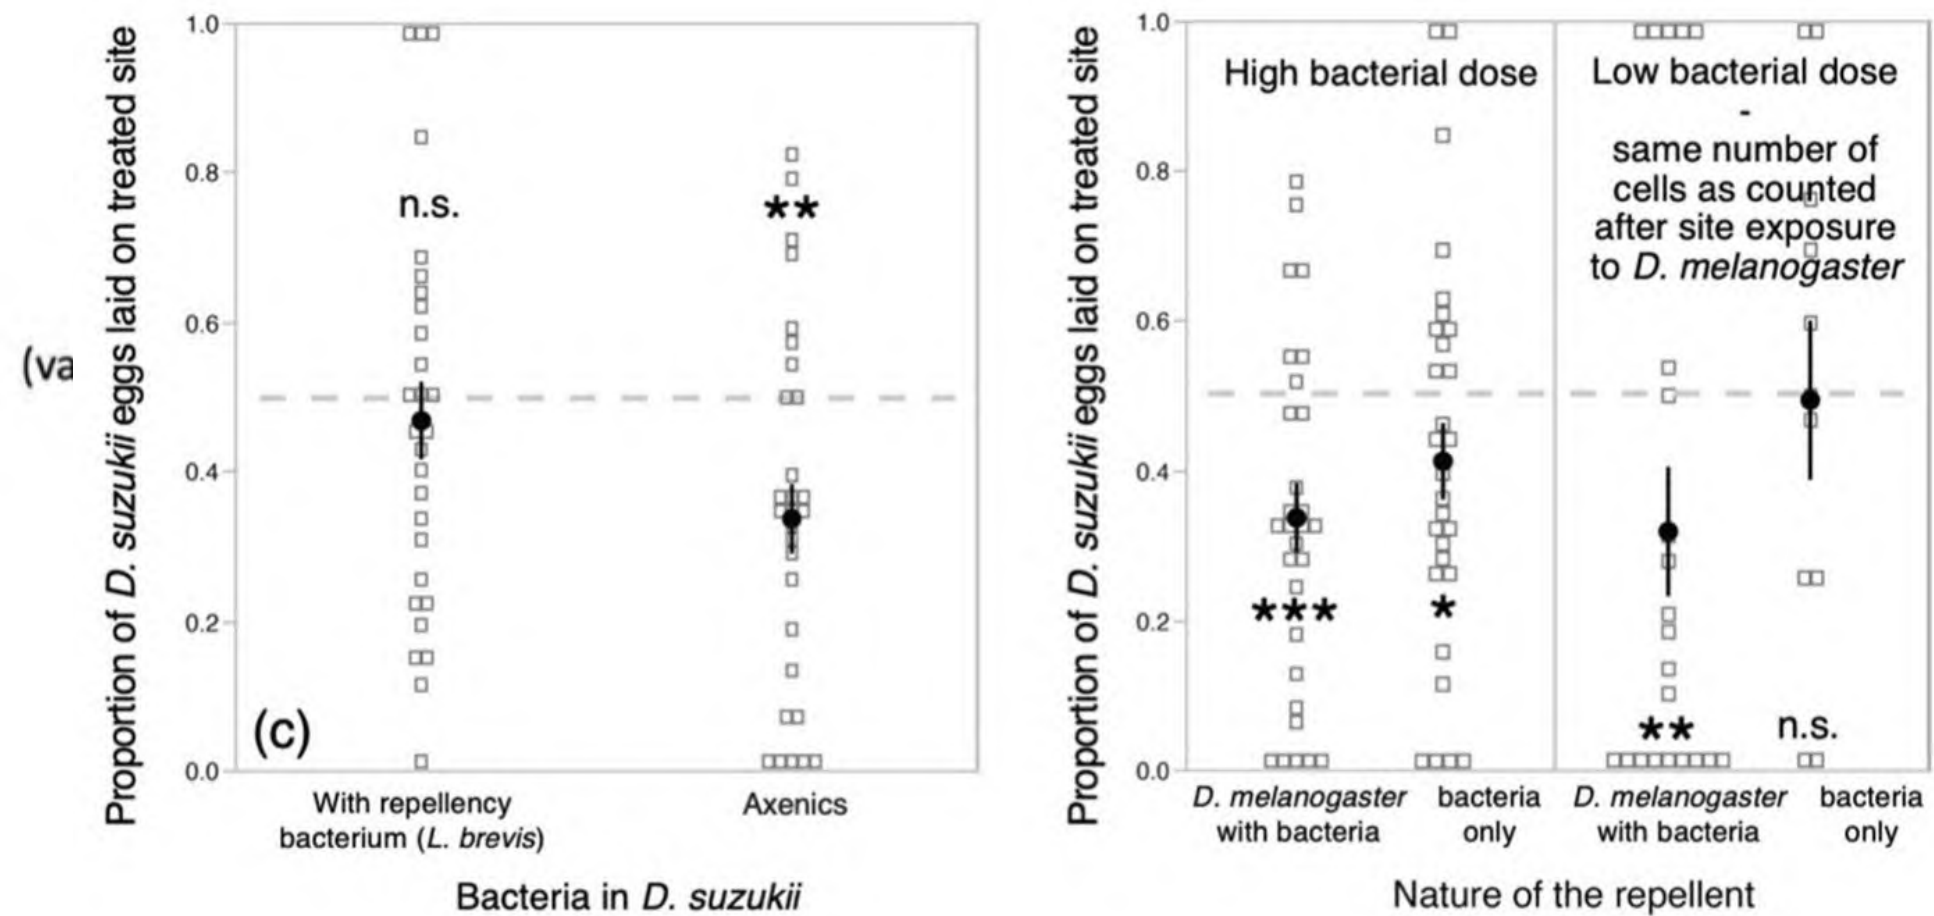 (va
Proportion of D. suzukii eggs laid on treated site
1.0
0.8
0.6
0.4
0.2
0.0
n.s.
**
(c)
With repellency
bacterium (L. brevis)
Axenics
Bacteria in D. suzukii
Proportion of D. suzukii eggs laid on treated site
1.0
0.8
0.6
0.4
0.2
0.0
High bacterial dose
Low bacterial dose
-
same number of
cells as counted
after site exposure
to D. melanogaster
***
*
**
n.s.
D. melanogaster
with bacteria
bacteria
only
D. melanogaster
with bacteria
bacteria
only
Nature of the repellent